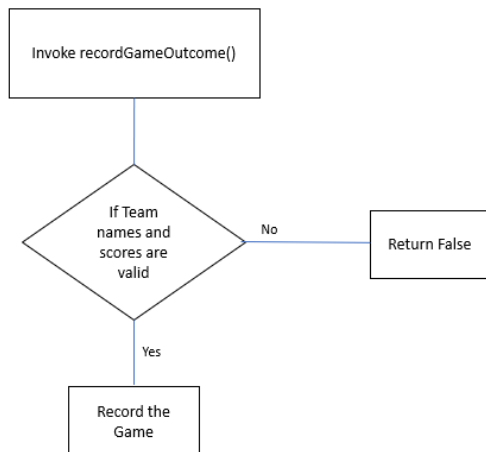 Invoke recordGameOutcome()
If Team
names and
scores are
valid
No
Return False
Yes
Record the
Game